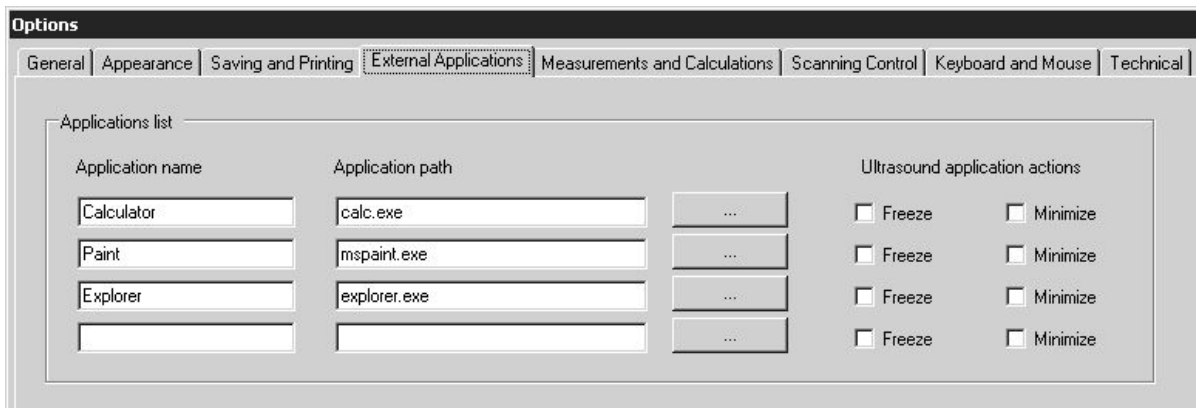 Options
General Appearance Saving and Printing External Applications Measurements and Calculations Scanning Control Keyboard and Mouse Technical
Applications list
Application name Application path Ultrasound application actions
Calculator calc.exe ... Freeze Minimize
Paint mspaint.exe ... Freeze Minimize
Explorer explorer.exe ... Freeze Minimize
... Freeze Minimize